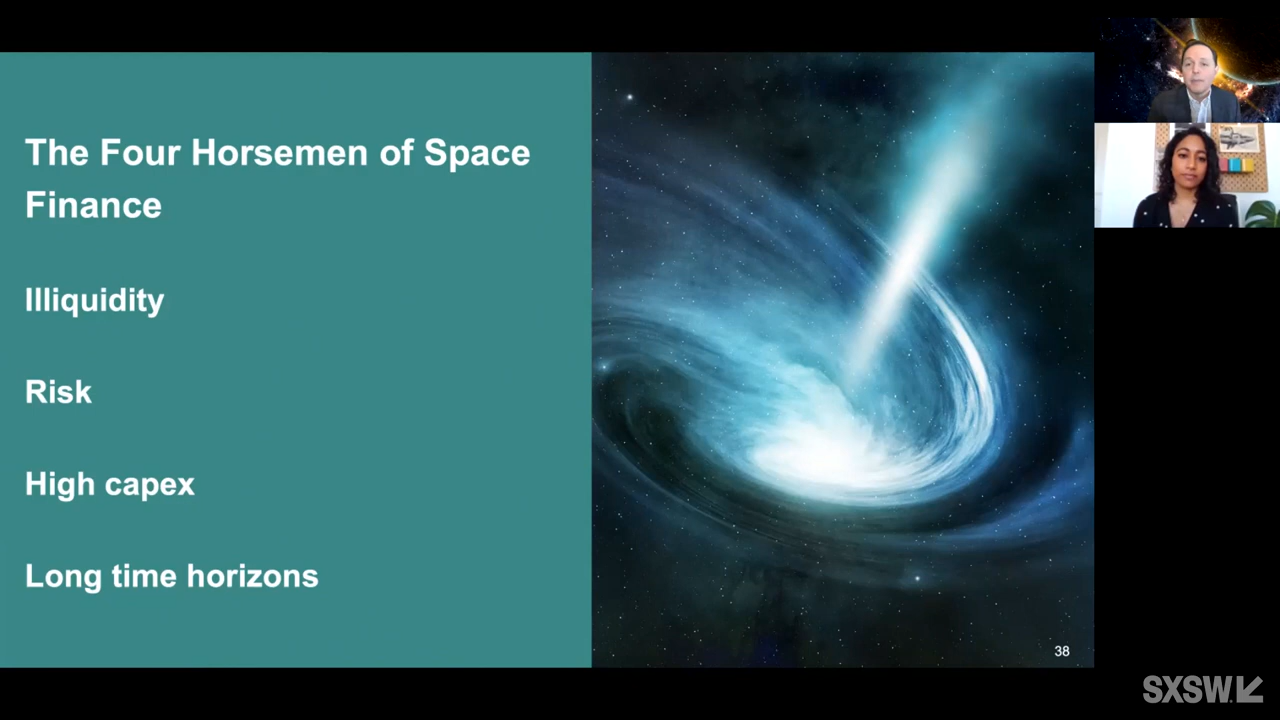 The Four Horsemen of Space
Finance
Illiquidity
Risk
High capex
Long time horizons
38
SXSW.